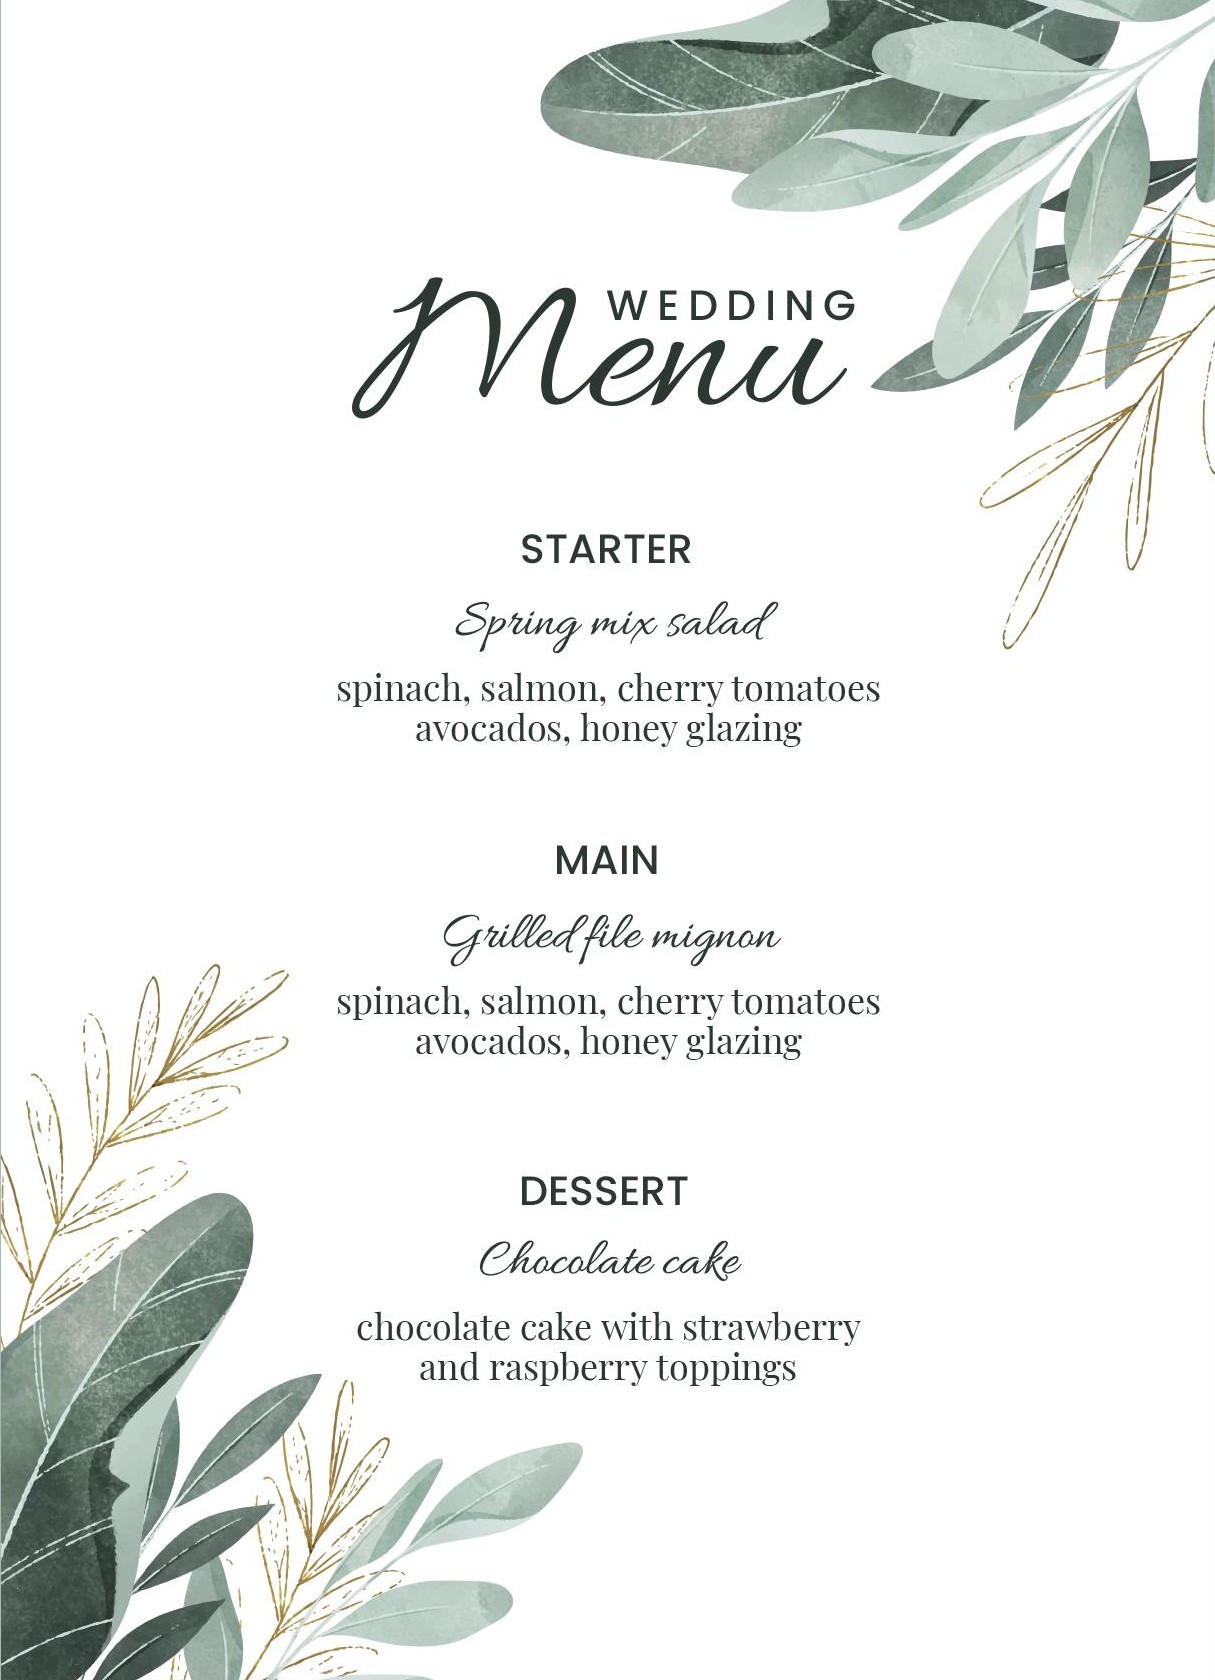 WEDDING
Menu
STARTER
Spring mix salad
spinach, salmon, cherry tomatoes
avocados, honey glazing
MAIN
Grilled file mignon
spinach, salmon, cherry tomatoes
avocados, honey glazing
DESSERT
Chocolate cake
chocolate cake with strawberry
and raspberry toppings